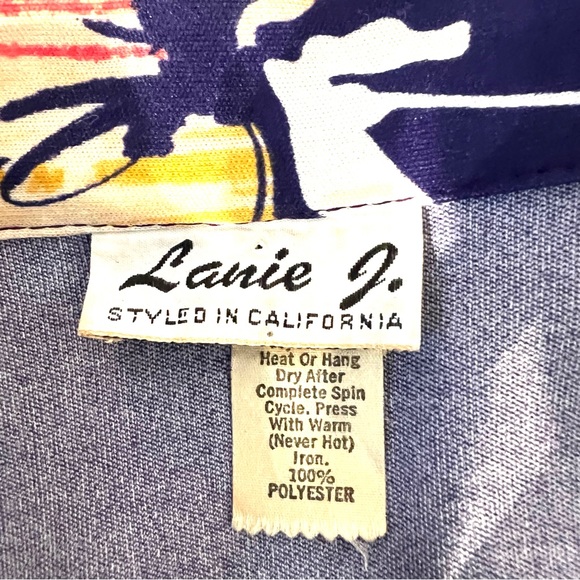 Lanie J.
STYLED IN CALIFORNIA
Heat Or Hang
Dry After
Complete Spin
Cycle. Press
With Warm
(Never Hot)
Iron.
100%
POLYESTER